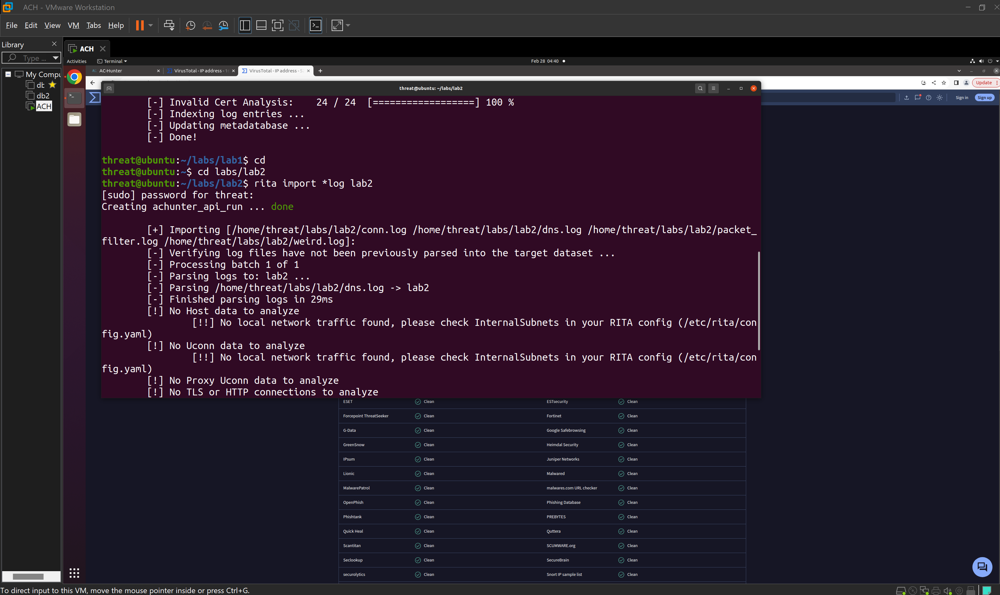 ACH - VMware Workstation
File Edit View VM Tabs Help
Library
Type ...
My Compu
db
db2
ACH
ACH
Activities Terminal Feb 28 04:40
AC-Hunter VirusTotal - IP address - 1 VirusTotal - IP address - 5
Update
threat@ubuntu: ~/labs/lab2
Sign in Sign up
[-] Invalid Cert Analysis: 24 / 24 [==================] 100 %
[-] Indexing log entries ...
[-] Updating metadatabase ...
[-] Done!
threat@ubuntu:~/labs/lab1$ cd
threat@ubuntu:~$ cd labs/lab2
threat@ubuntu:~/labs/lab2$ rita import *log lab2
[sudo] password for threat:
Creating achunter_api_run ... done
[+] Importing [/home/threat/labs/lab2/conn.log /home/threat/labs/lab2/dns.log /home/threat/labs/lab2/packet_
filter.log /home/threat/labs/lab2/weird.log]:
[-] Verifying log files have not been previously parsed into the target dataset ...
[-] Processing batch 1 of 1
[-] Parsing logs to: lab2 ...
[-] Parsing /home/threat/labs/lab2/dns.log -> lab2
[-] Finished parsing logs in 29ms
[!] No Host data to analyze
[!!] No local network traffic found, please check InternalSubnets in your RITA config (/etc/rita/con
fig.yaml)
[!] No Uconn data to analyze
[!!] No local network traffic found, please check InternalSubnets in your RITA config (/etc/rita/con
fig.yaml)
[!] No Proxy Uconn data to analyze
[!] No TLS or HTTP connections to analyze
ESET Clean ESTsecurity Clean
Forcepoint ThreatSeeker Clean Fortinet Clean
G-Data Clean Google Safebrowsing Clean
GreenSnow Clean Heimdal Security Clean
IPsum Clean Juniper Networks Clean
Lionic Clean Malwared Clean
MalwarePatrol Clean malwares.com URL checker Clean
OpenPhish Clean Phishing Database Clean
Phishtank Clean PREBYTES Clean
Quick Heal Clean Quttera Clean
Scantitan Clean SCUMWARE.org Clean
Seclookup Clean SecureBrain Clean
securolytics Clean Snort IP sample list Clean
To direct input to this VM, move the mouse pointer inside or press Ctrl+G.